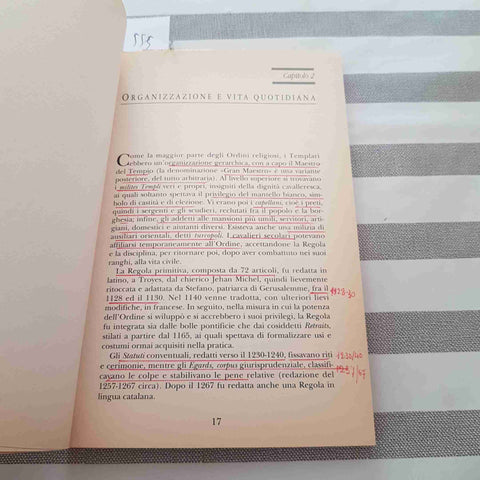 555
Capitolo 2
ORGANIZZAZIONE E VITA QUOTIDIANA
Come la maggior parte degli Ordini religiosi, i Templari
ebbero un'organizzazione gerarchica, con a capo il Maestro
del Tempio (la denominazione «Gran Maestro» è una variante
posteriore, del tutto arbitraria). Al livello superiore si trovavano
i milites Templi veri e propri, insigniti della dignità cavalleresca,
ai quali soltanto spettava il privilegio del mantello bianco, sim-
bolo di castità e di elezione. Vi erano poi i capellani, cioè i preti,
quindi i sergenti e gli scudieri, reclutati fra il popolo e la bor-
ghesia; infine, gli addetti alle mansioni più umili, servitori, arti-
giani, domestici e aiutanti diversi. Esisteva anche una milizia di
ausiliari orientali, detti turcopoli. I cavalieri secolari potevano
affiliarsi temporaneamente all'Ordine, accettandone la Regola
e la disciplina, per ritornare poi, dopo aver combattuto nei suoi
ranghi, alla vita civile.
La Regola primitiva, composta da 72 articoli, fu redatta in
latino, a Troyes, dal chierico Jehan Michel, quindi lievemente
ritoccata e adattata da Stefano, patriarca di Gerusalemme, fra il
1128 ed il 1130. Nel 1140 venne tradotta, con ulteriori lievi
modifiche, in francese. In seguito, nella misura in cui la potenza
dell'Ordine si sviluppò e si accrebbero i suoi privilegi, la Regola
fu integrata sia dalle bolle pontificie che dai cosiddetti Retraits,
stilati a partire dal 1165, ai quali spettava di formalizzare usi
e costumi ormai acquisiti nella pratica.
Gli Statuti conventuali, redatti verso il 1230-1240, fissavano riti
e cerimonie, mentre gli Egards, corpus giurisprudenziale, classifi-
cavano le colpe e stabilivano le pene relative (redazione del
1257-1267 circa). Dopo il 1267 fu redatta anche una Regola in
lingua catalana.
1128-30
1230/40
1257/67
17